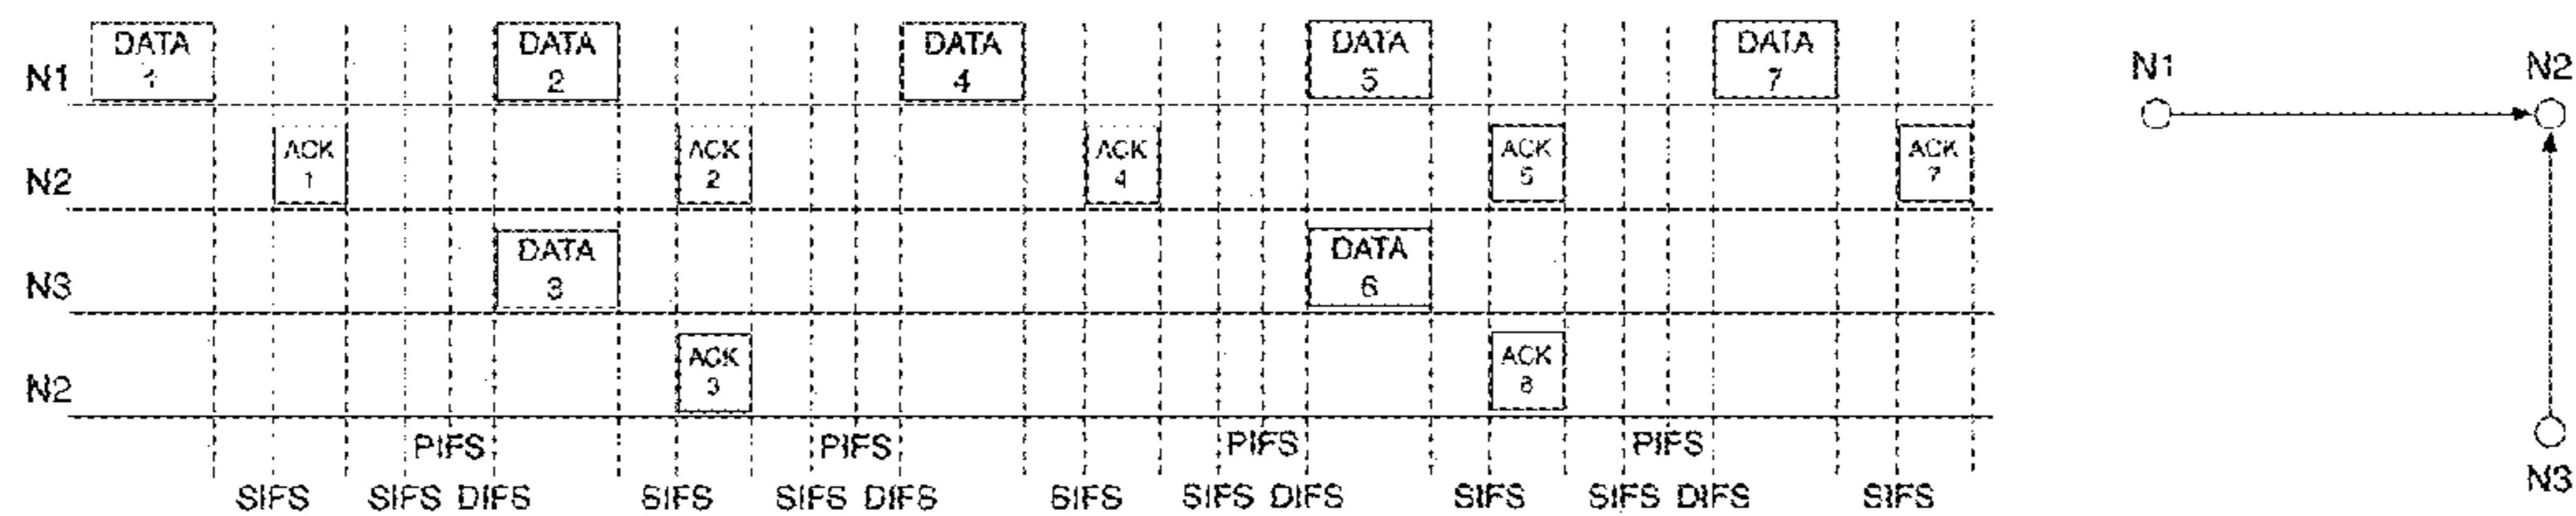 N1 DATA 1 DATA 2 DATA 4 DATA 5 DATA 7
N2 ACK 1 ACK 2 ACK 4 ACK 5 ACK 7
N3 DATA 3 DATA 6
N2 ACK 3 ACK 6
PIFS PIFS PIFS PIFS
SIFS SIFS DIFS SIFS SIFS DIFS SIFS SIFS DIFS SIFS SIFS DIFS SIFS
N1 N2
N3